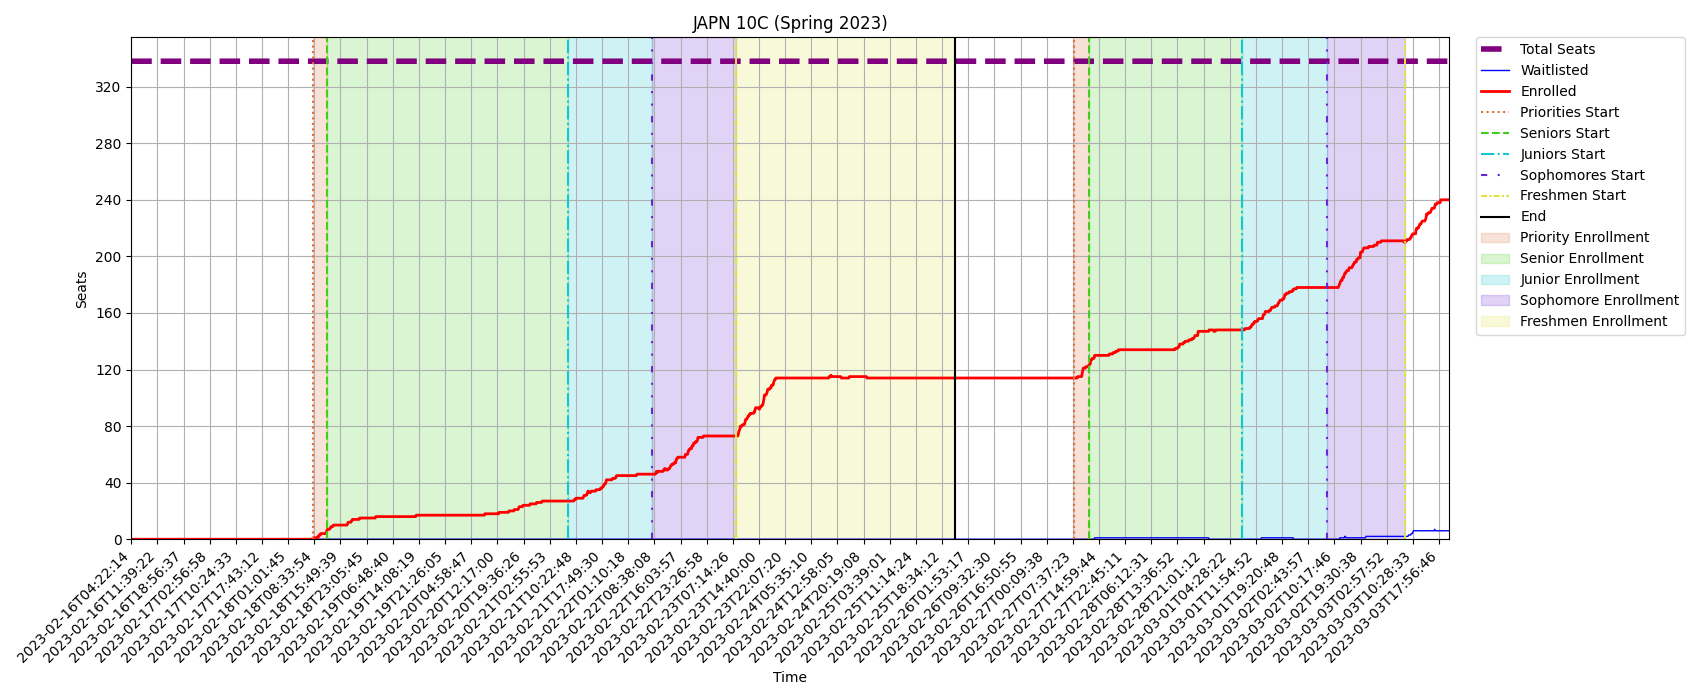 JAPN 10C (Spring 2023)
Seats
320
280
240
200
160
120
80
40
0
2023-02-16T04:22:14
2023-02-16T11:39:22
2023-02-16T18:56:37
2023-02-17T02:56:58
2023-02-17T10:24:33
2023-02-17T17:43:12
2023-02-18T01:01:45
2023-02-18T08:33:54
2023-02-18T15:49:39
2023-02-18T23:05:45
2023-02-19T06:48:40
2023-02-19T14:08:19
2023-02-19T21:26:05
2023-02-20T04:58:47
2023-02-20T12:17:00
2023-02-20T19:36:26
2023-02-21T02:55:53
2023-02-21T10:22:48
2023-02-21T17:49:30
2023-02-22T01:10:18
2023-02-22T08:38:09
2023-02-22T16:03:57
2023-02-22T23:26:58
2023-02-23T07:14:26
2023-02-23T14:40:00
2023-02-23T22:07:20
2023-02-24T05:35:10
2023-02-24T12:58:05
2023-02-24T20:19:08
2023-02-25T03:39:01
2023-02-25T11:14:24
2023-02-25T18:34:12
2023-02-26T01:53:17
2023-02-26T09:32:30
2023-02-26T16:50:55
2023-02-27T00:09:38
2023-02-27T07:37:23
2023-02-27T14:59:44
2023-02-27T22:45:11
2023-02-28T06:12:31
2023-02-28T13:36:52
2023-02-28T21:01:12
2023-03-01T04:28:22
2023-03-01T11:54:52
2023-03-01T19:20:48
2023-03-02T02:43:57
2023-03-02T10:17:46
2023-03-02T19:30:38
2023-03-03T02:57:52
2023-03-03T10:28:33
2023-03-03T17:56:46
Time
Total Seats
Waitlisted
Enrolled
Priorities Start
Seniors Start
Juniors Start
Sophomores Start
Freshmen Start
End
Priority Enrollment
Senior Enrollment
Junior Enrollment
Sophomore Enrollment
Freshmen Enrollment